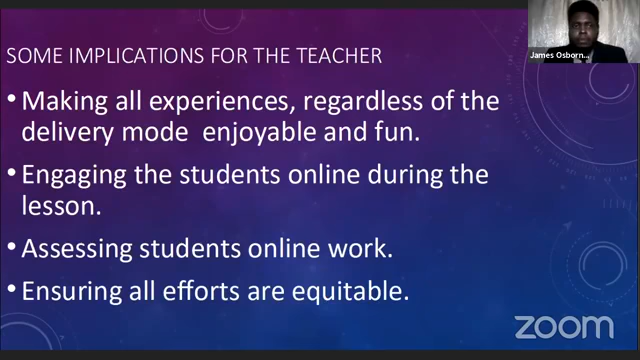 SOME IMPLICATIONS FOR THE TEACHER
James Osborn...
• Making all experiences, regardless of the
delivery mode enjoyable and fun.
• Engaging the students online during the
lesson.
• Assessing students online work.
• Ensuring all efforts are equitable.
zoom